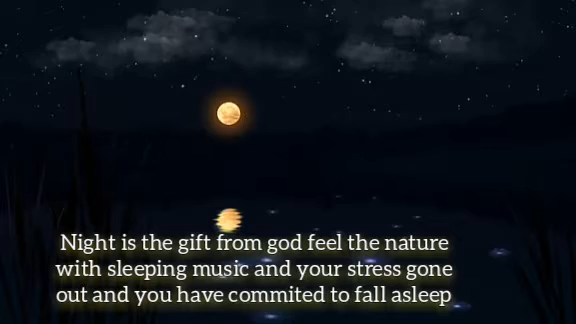 Night is the gift from god feel the nature
with sleeping music and your stress gone
out and you have commited to fall asleep